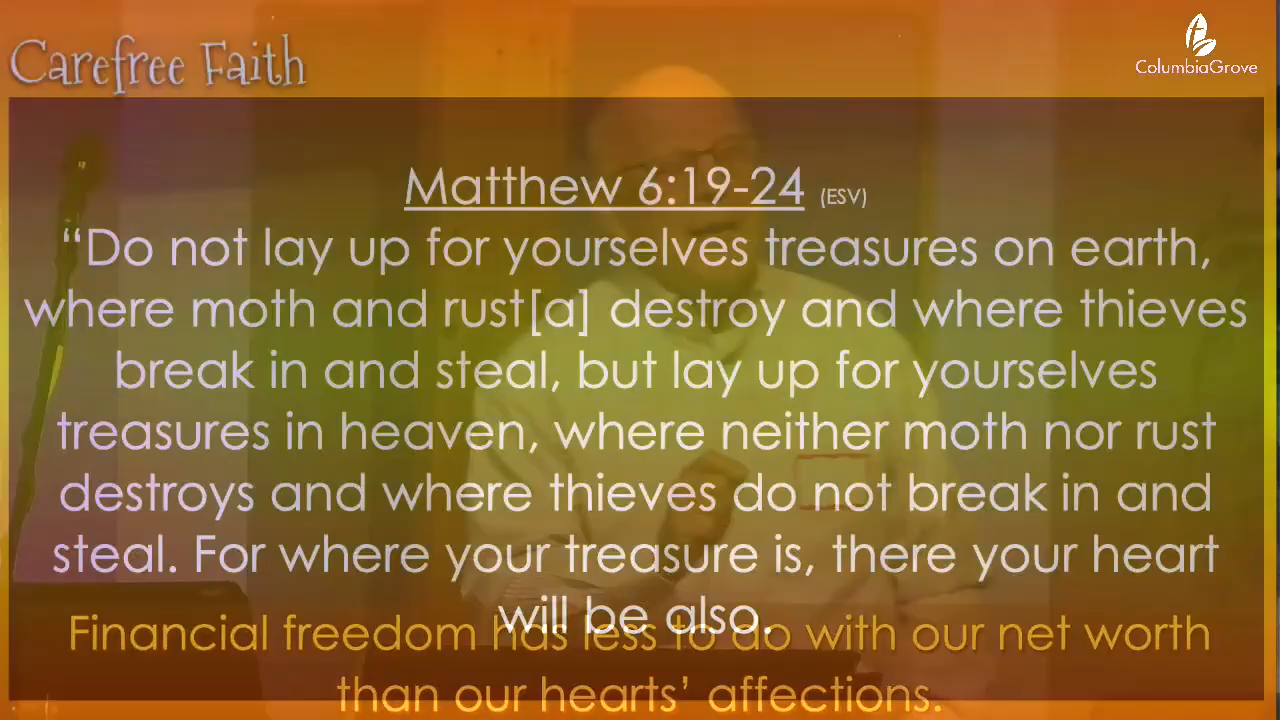 Carefree Faith
ColumbiaGrove
Matthew 6:19-24 (ESV)
“Do not lay up for yourselves treasures on earth,
where moth and rust[a] destroy and where thieves
break in and steal, but lay up for yourselves
treasures in heaven, where neither moth nor rust
destroys and where thieves do not break in and
steal. For where your treasure is, there your heart
will be also.
Financial freedom has less to do with our net worth
than our hearts’ affections.